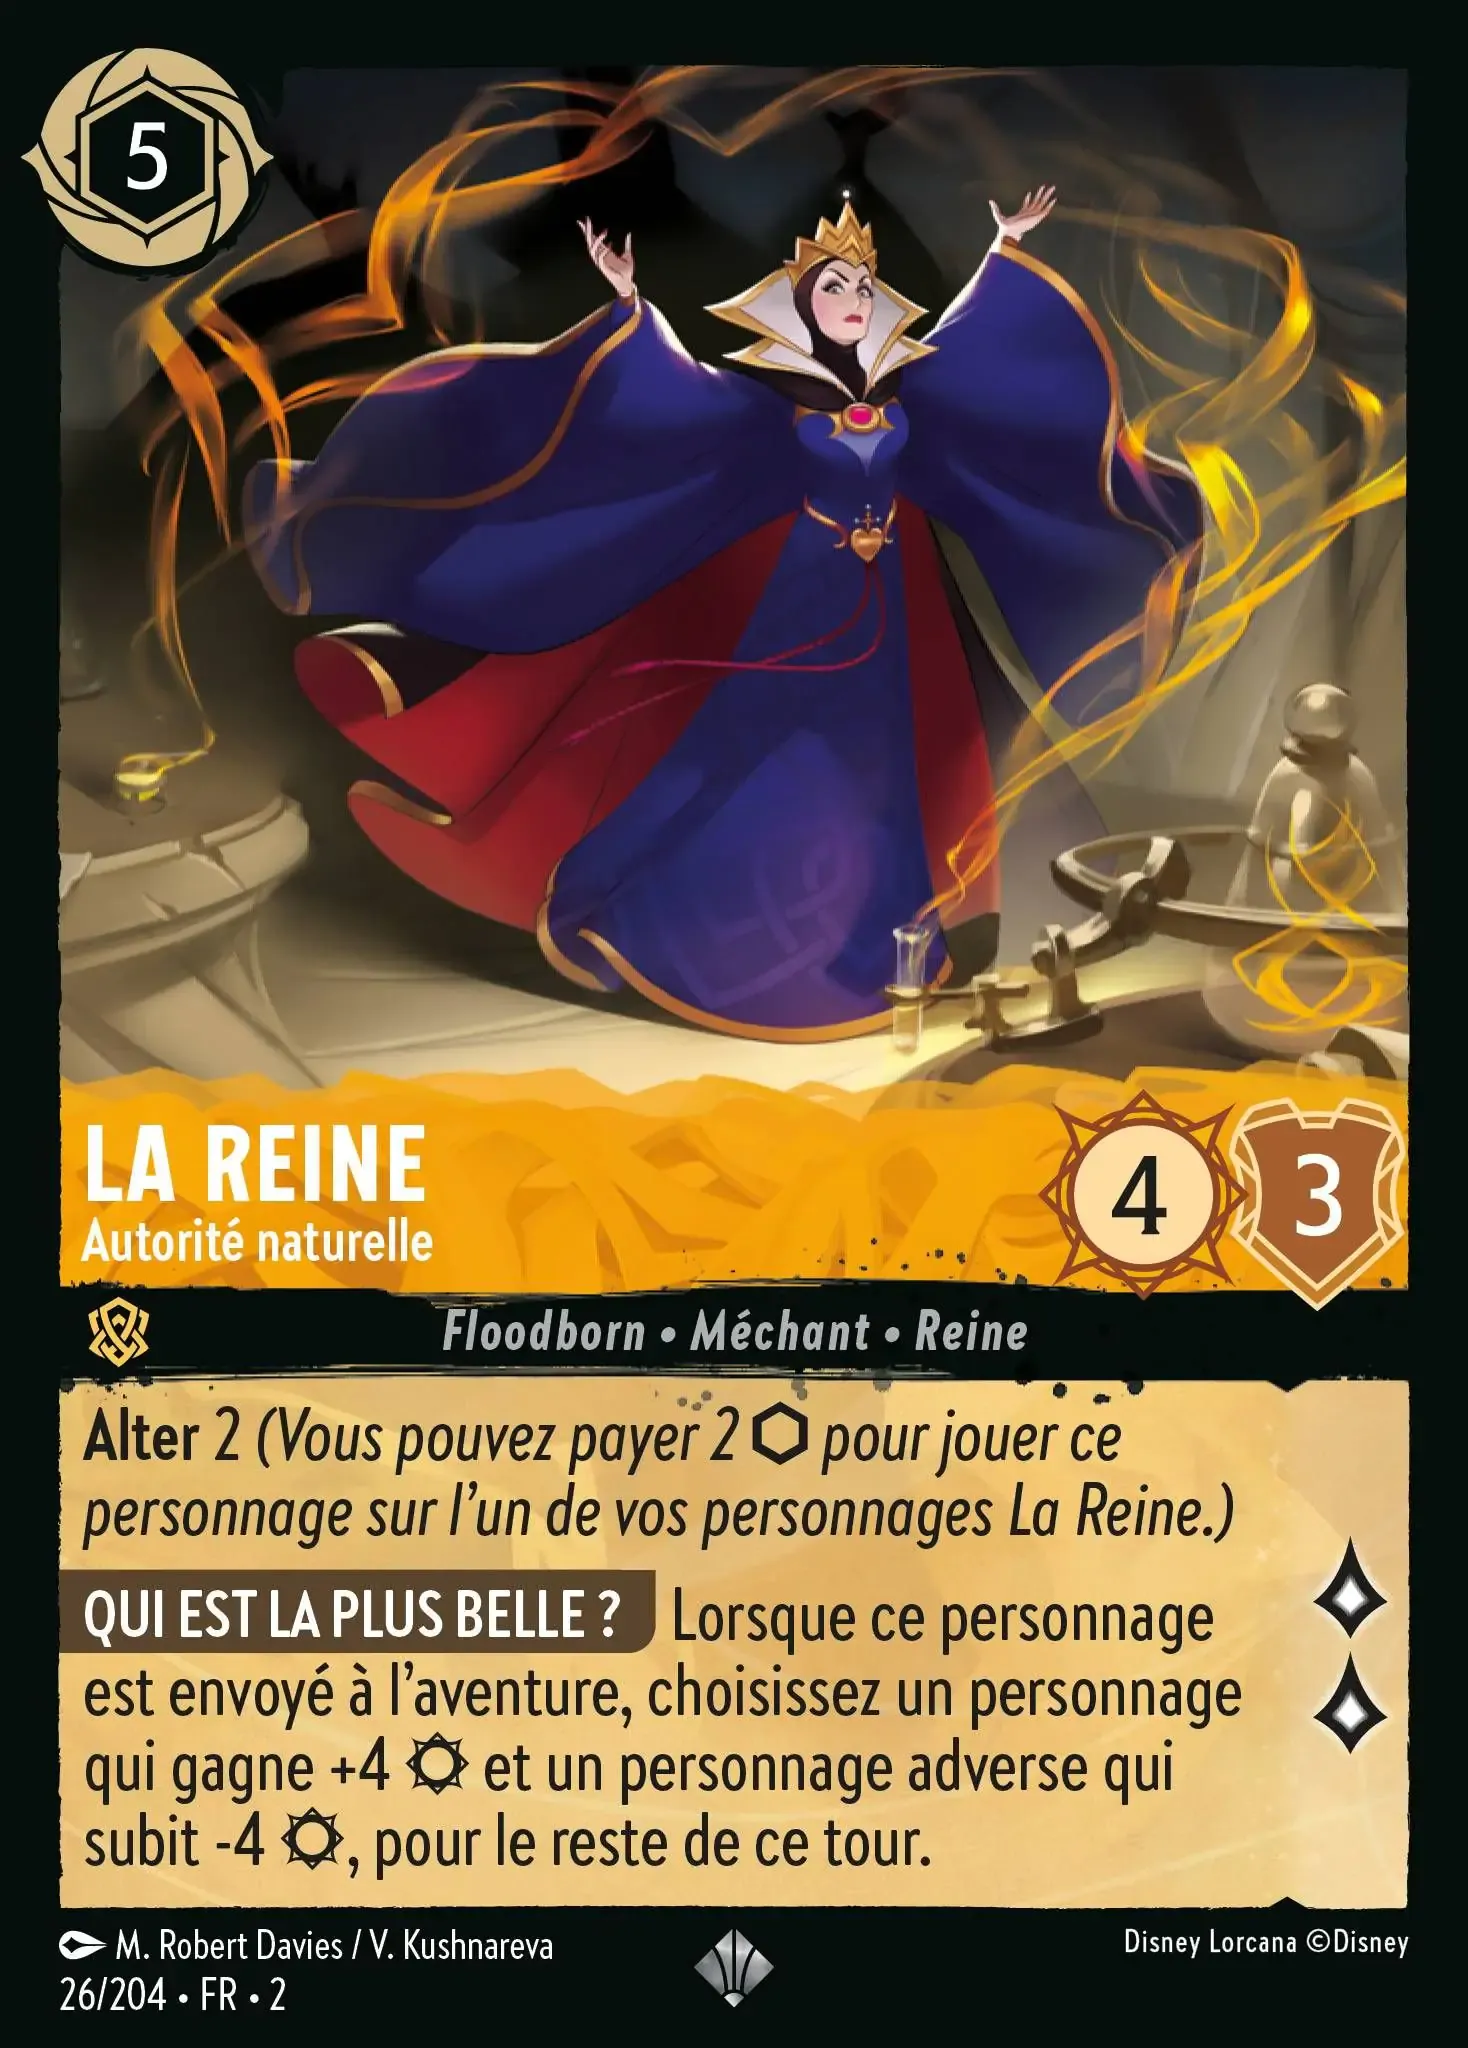 5
LA REINE
Autorité naturelle
4
3
Floodborn • Méchant • Reine
Alter 2 (Vous pouvez payer 2 ⬡ pour jouer ce
personnage sur l’un de vos personnages La Reine.)
QUI EST LA PLUS BELLE ? Lorsque ce personnage
est envoyé à l’aventure, choisissez un personnage
qui gagne +4 et un personnage adverse qui
subit -4 , pour le reste de ce tour.
M. Robert Davies / V. Kushnareva
Disney Lorcana ©Disney
26/204 • FR • 2